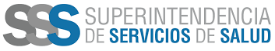 SSS SUPERINTENDENCIA
DE SERVICIOS DE SALUD